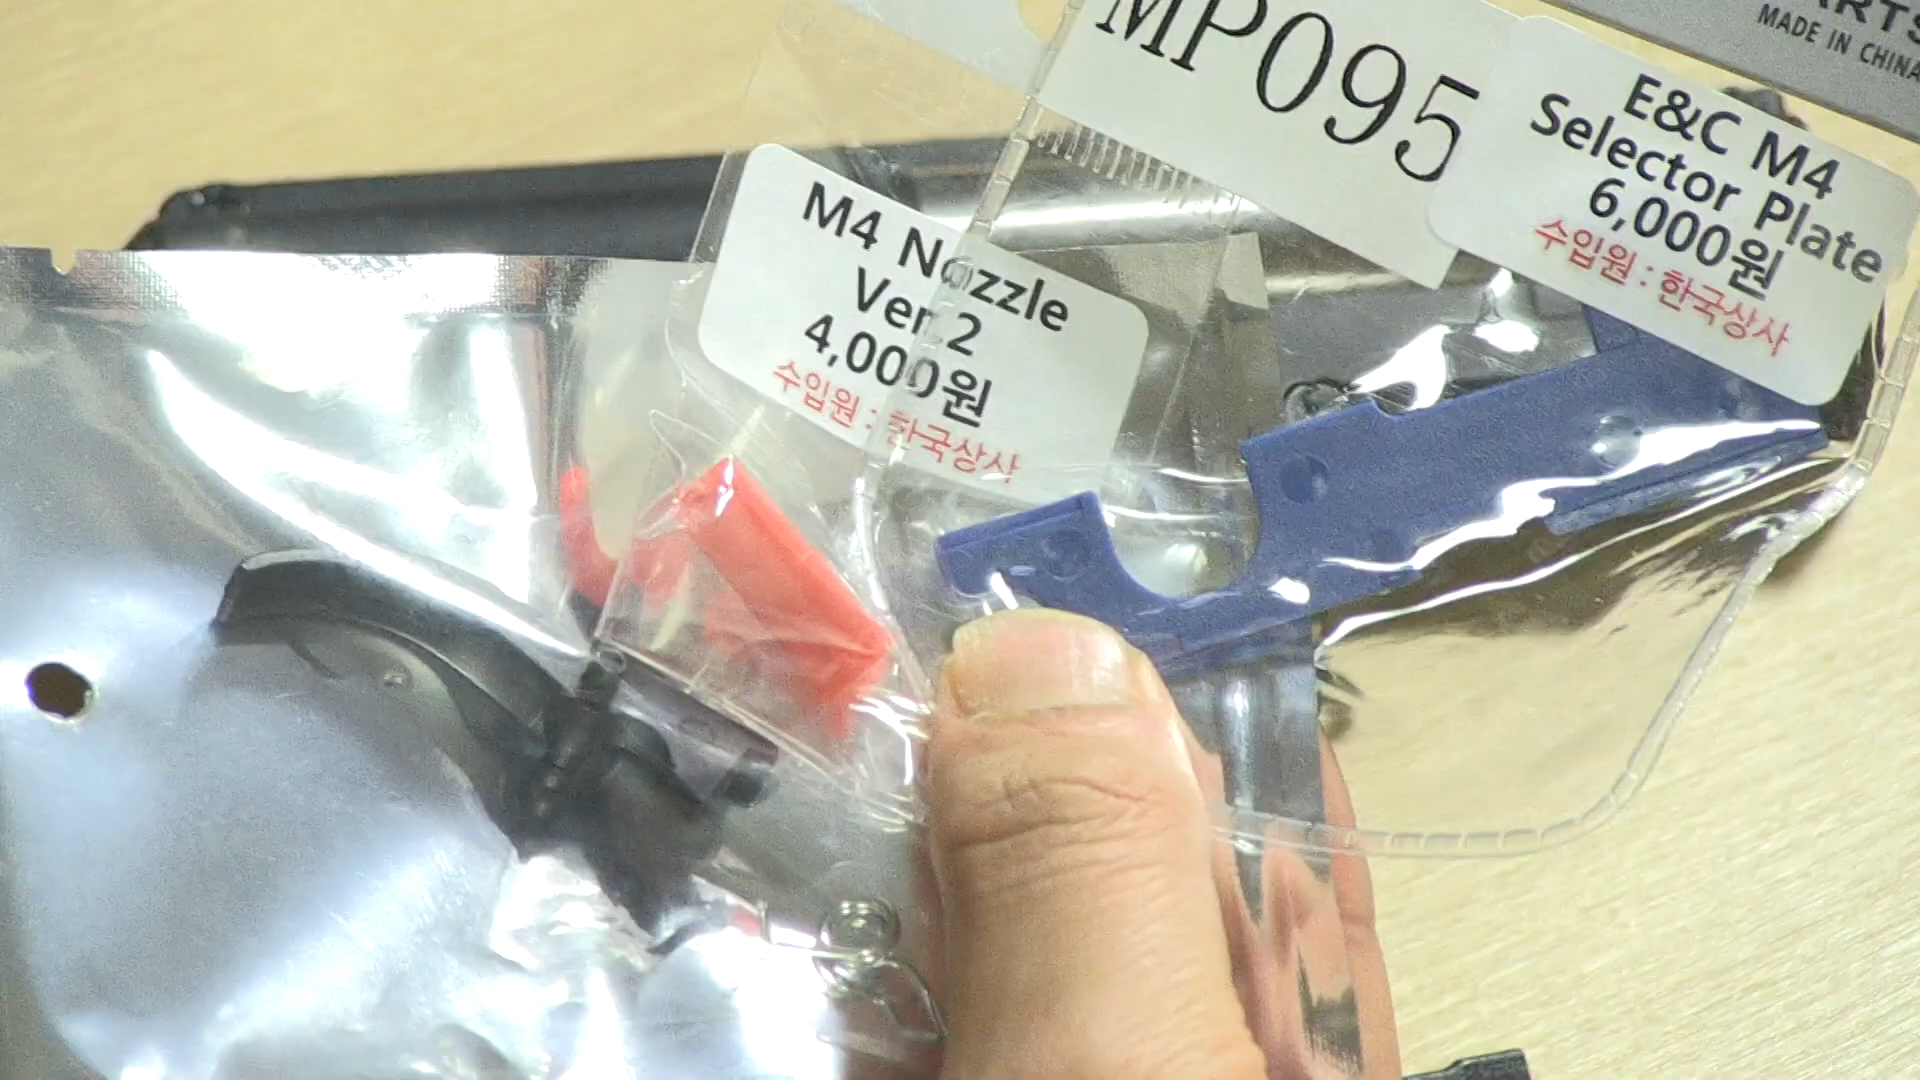 MP095
MADE IN CHINA
E&C M4
Selector Plate
6,000원
수입원 : 한국상사
M4 Nozzle
Ver.2
4,000원
수입원 : 한국상사